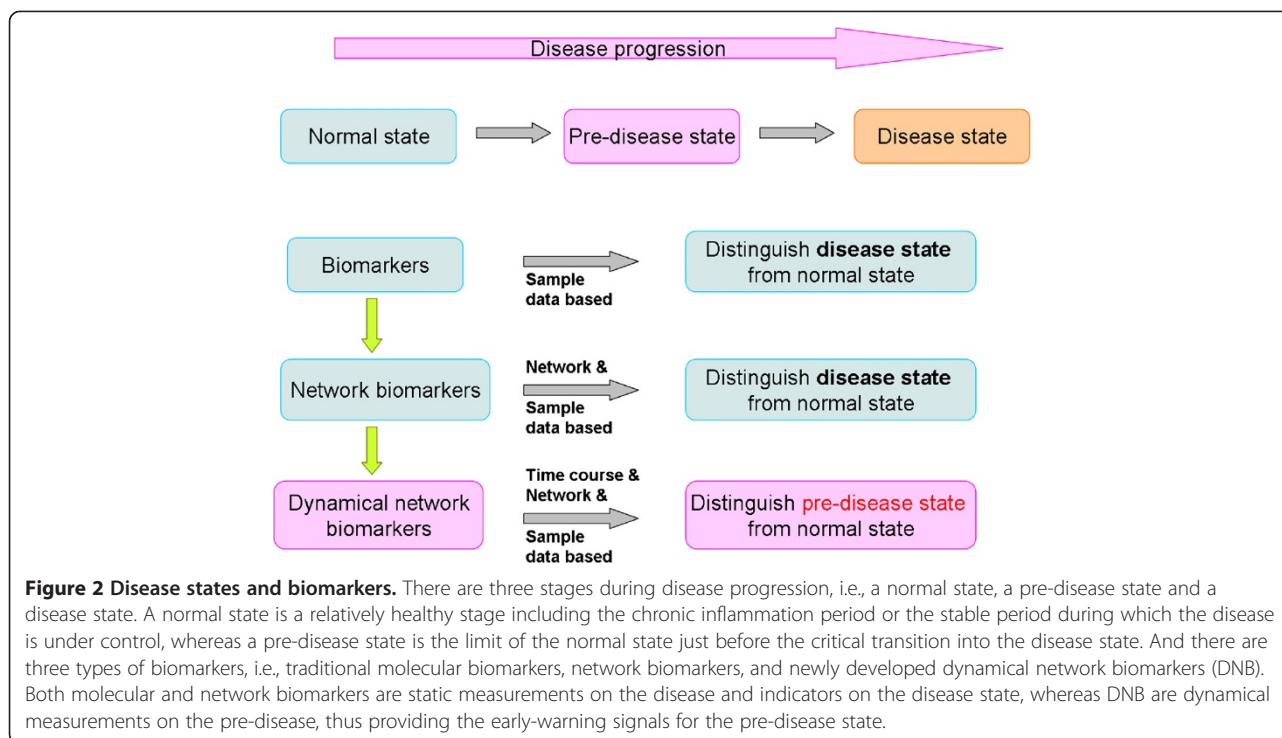 Disease progression
Normal state
Pre-disease state
Disease state
Biomarkers
Sample
data based
Distinguish disease state
from normal state
Network biomarkers
Network &
Sample
data based
Distinguish disease state
from normal state
Dynamical network
biomarkers
Time course &
Network &
Sample
data based
Distinguish pre-disease state
from normal state
Figure 2 Disease states and biomarkers. There are three stages during disease progression, i.e., a normal state, a pre-disease state and a
disease state. A normal state is a relatively healthy stage including the chronic inflammation period or the stable period during which the disease
is under control, whereas a pre-disease state is the limit of the normal state just before the critical transition into the disease state. And there are
three types of biomarkers, i.e., traditional molecular biomarkers, network biomarkers, and newly developed dynamical network biomarkers (DNB).
Both molecular and network biomarkers are static measurements on the disease and indicators on the disease state, whereas DNB are dynamical
measurements on the pre-disease, thus providing the early-warning signals for the pre-disease state.